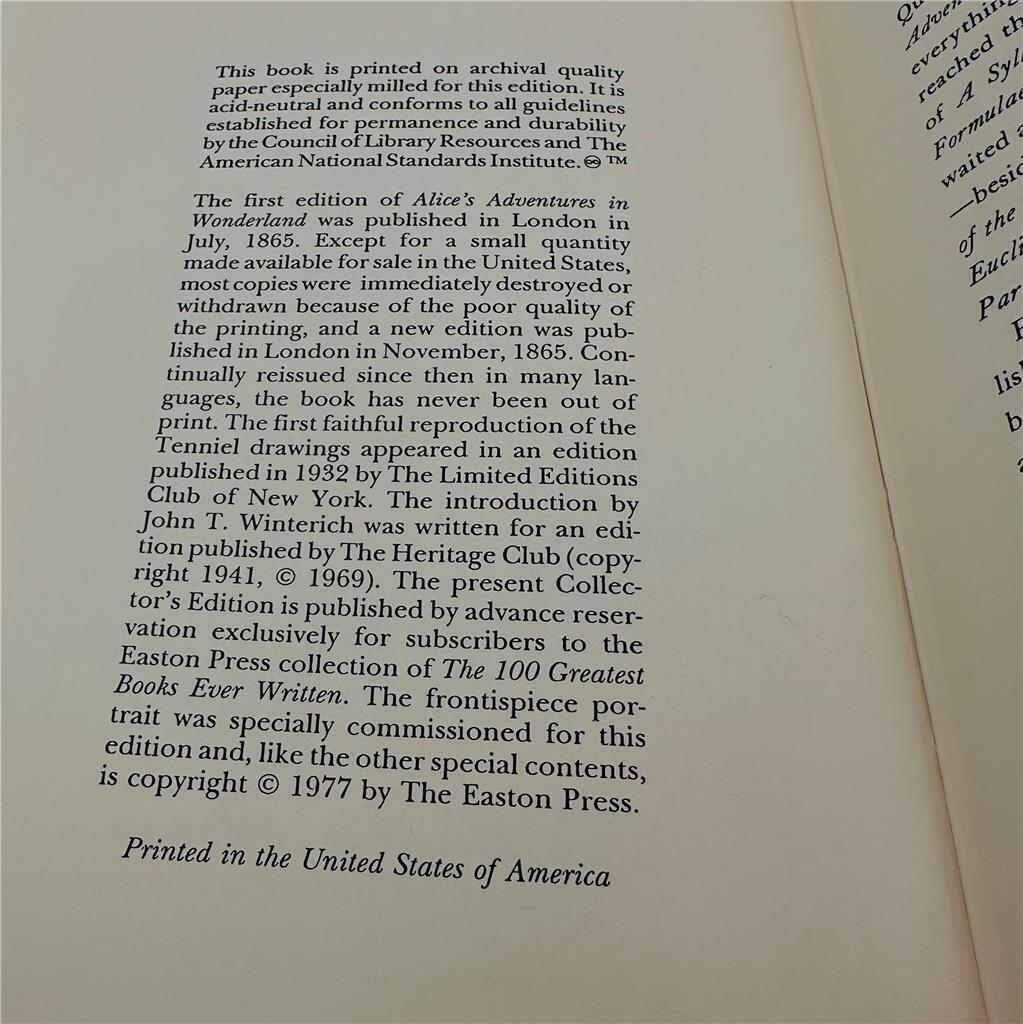 This book is printed on archival quality
paper especially milled for this edition. It is
acid-neutral and conforms to all guidelines
established for permanence and durability
by the Council of Library Resources and The
American National Standards Institute.♾ ™
The first edition of Alice's Adventures in
Wonderland was published in London in
July, 1865. Except for a small quantity
made available for sale in the United States,
most copies were immediately destroyed or
withdrawn because of the poor quality of
the printing, and a new edition was pub-
lished in London in November, 1865. Con-
tinually reissued since then in many lan-
guages, the book has never been out of
print. The first faithful reproduction of the
Tenniel drawings appeared in an edition
published in 1932 by The Limited Editions
Club of New York. The introduction by
John T. Winterich was written for an edi-
tion published by The Heritage Club (copy-
right 1941, © 1969). The present Collec-
tor's Edition is published by advance reser-
vation exclusively for subscribers to the
Easton Press collection of The 100 Greatest
Books Ever Written. The frontispiece por-
trait was specially commissioned for this
edition and, like the other special contents,
is copyright © 1977 by The Easton Press.
Printed in the United States of America
everything
reached
of A
waited
of the